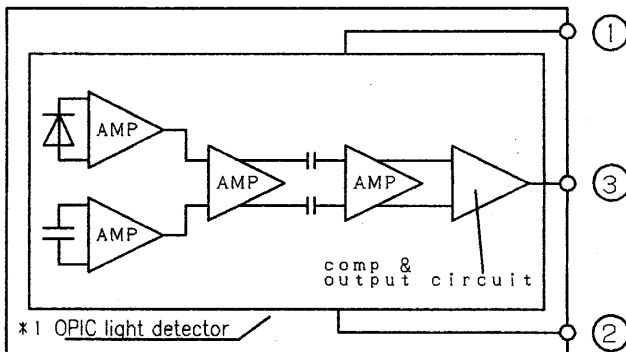 ①
AMP
AMP
AMP
AMP
③
comp &
output circuit
*1 OPIC light detector
②